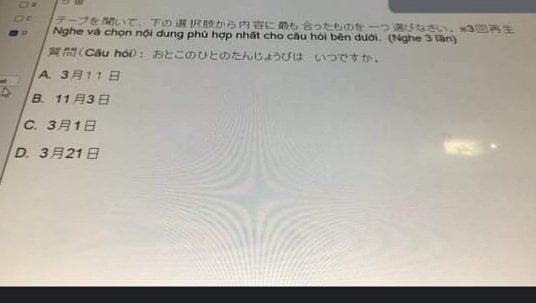 テープを聞いて、下の選択肢から内容に最も合ったものを一つ選びなさい。※3回再生
Nghe và chọn nội dung phù hợp nhất cho câu hỏi bên dưới. (Nghe 3 lần)
質問(Câu hỏi): おとこのひとのたんじょうびは いつですか。
A. 3月11日
B. 11月3日
C. 3月1日
D. 3月21日